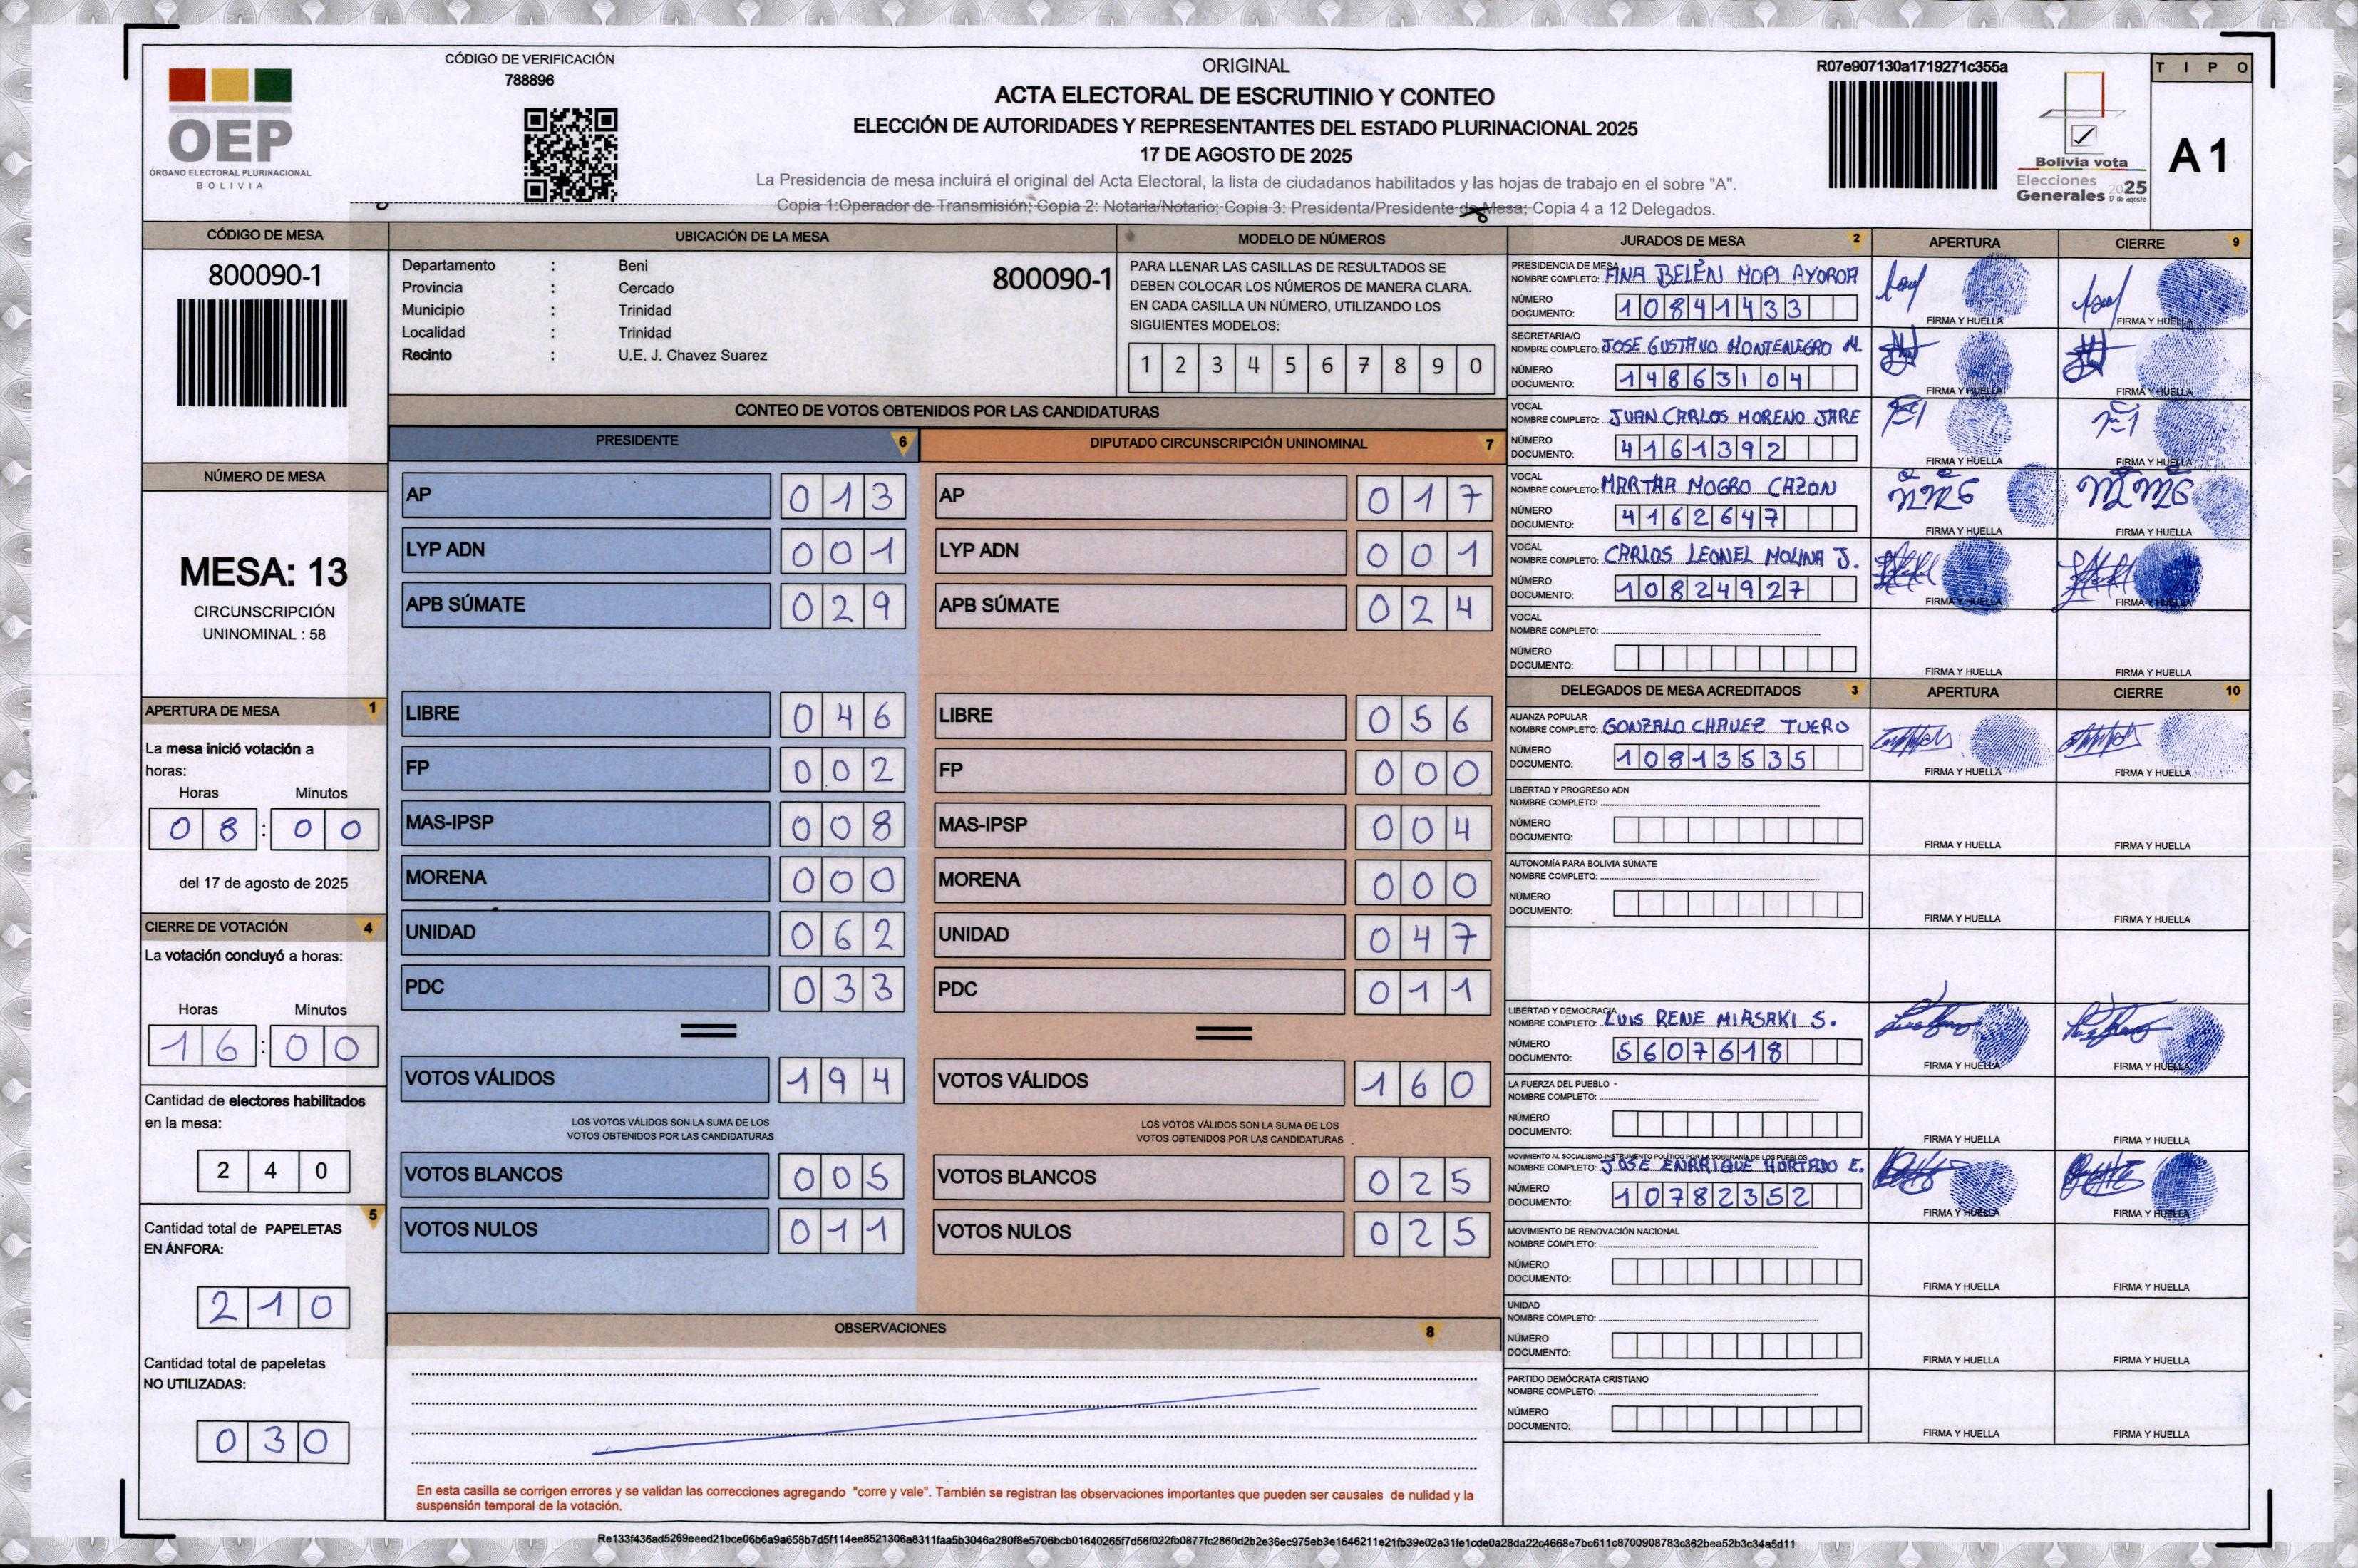 CÓDIGO DE VERIFICACIÓN
788896
OEP
ÓRGANO ELECTORAL PLURINACIONAL
BOLIVIA
ORIGINAL
ACTA ELECTORAL DE ESCRUTINIO Y CONTEO
ELECCIÓN DE AUTORIDADES Y REPRESENTANTES DEL ESTADO PLURINACIONAL 2025
17 DE AGOSTO DE 2025
La Presidencia de mesa incluirá el original del Acta Electoral, la lista de ciudadanos habilitados y las hojas de trabajo en el sobre "A".
Copia 1:Operador de Transmisión; Copia 2: Notaria/Notario; Copia 3: Presidenta/Presidente de Mesa; Copia 4 a 12 Delegados.
R07e907130a1719271c355a
Bolivia vota
Elecciones
Generales 2025
17 de agosto
TIPO
A 1
CÓDIGO DE MESA
800090-1
NÚMERO DE MESA
MESA: 13
CIRCUNSCRIPCIÓN
UNINOMINAL : 58
APERTURA DE MESA 1
La mesa inició votación a
horas:
Horas Minutos
08:00
del 17 de agosto de 2025
CIERRE DE VOTACIÓN 4
La votación concluyó a horas:
Horas Minutos
16:00
Cantidad de electores habilitados
en la mesa:
240
5
Cantidad total de PAPELETAS
EN ÁNFORA:
210
Cantidad total de papeletas
NO UTILIZADAS:
030
UBICACIÓN DE LA MESA
Departamento : Beni
Provincia : Cercado
Municipio : Trinidad
Localidad : Trinidad
Recinto : U.E. J. Chavez Suarez
800090-1
MODELO DE NÚMEROS
PARA LLENAR LAS CASILLAS DE RESULTADOS SE
DEBEN COLOCAR LOS NÚMEROS DE MANERA CLARA.
EN CADA CASILLA UN NÚMERO, UTILIZANDO LOS
SIGUIENTES MODELOS:
1 2 3 4 5 6 7 8 9 0
CONTEO DE VOTOS OBTENIDOS POR LAS CANDIDATURAS
PRESIDENTE 6
AP 013
LYP ADN 001
APB SÚMATE 029
LIBRE 046
FP 002
MAS-IPSP 008
MORENA 000
UNIDAD 062
PDC 033
VOTOS VÁLIDOS 194
LOS VOTOS VÁLIDOS SON LA SUMA DE LOS
VOTOS OBTENIDOS POR LAS CANDIDATURAS
VOTOS BLANCOS 005
VOTOS NULOS 011
DIPUTADO CIRCUNSCRIPCIÓN UNINOMINAL 7
AP 017
LYP ADN 001
APB SÚMATE 024
LIBRE 056
FP 000
MAS-IPSP 004
MORENA 000
UNIDAD 047
PDC 011
VOTOS VÁLIDOS 160
LOS VOTOS VÁLIDOS SON LA SUMA DE LOS
VOTOS OBTENIDOS POR LAS CANDIDATURAS
VOTOS BLANCOS 025
VOTOS NULOS 025
OBSERVACIONES 8
En esta casilla se corrigen errores y se validan las correcciones agregando "corre y vale". También se registran las observaciones importantes que pueden ser causales de nulidad y la
suspensión temporal de la votación.
JURADOS DE MESA 2 APERTURA CIERRE 9
PRESIDENCIA DE MESA
NOMBRE COMPLETO: ANA BELÉN MOPI AYOROA
NÚMERO
DOCUMENTO: 10841433
FIRMA Y HUELLA FIRMA Y HUELLA
SECRETARIA/O
NOMBRE COMPLETO: JOSE GUSTAVO MONTENEGRO M.
NÚMERO
DOCUMENTO: 14863104
FIRMA Y HUELLA FIRMA Y HUELLA
VOCAL
NOMBRE COMPLETO: JUAN CARLOS MORENO JARE
NÚMERO
DOCUMENTO: 4161392
FIRMA Y HUELLA FIRMA Y HUELLA
VOCAL
NOMBRE COMPLETO: MARTHA MOGRO CAZON
NÚMERO
DOCUMENTO: 4162647
FIRMA Y HUELLA FIRMA Y HUELLA
VOCAL
NOMBRE COMPLETO: CARLOS LEONEL MOLINA J.
NÚMERO
DOCUMENTO: 10824927
FIRMA Y HUELLA FIRMA Y HUELLA
VOCAL
NOMBRE COMPLETO:
NÚMERO
DOCUMENTO:
FIRMA Y HUELLA FIRMA Y HUELLA
DELEGADOS DE MESA ACREDITADOS 3 APERTURA CIERRE 10
ALIANZA POPULAR
NOMBRE COMPLETO: GONZALO CHAVEZ TUERO
NÚMERO
DOCUMENTO: 10813535
FIRMA Y HUELLA FIRMA Y HUELLA
LIBERTAD Y PROGRESO ADN
NOMBRE COMPLETO:
NÚMERO
DOCUMENTO:
FIRMA Y HUELLA FIRMA Y HUELLA
AUTONOMÍA PARA BOLIVIA SÚMATE
NOMBRE COMPLETO:
NÚMERO
DOCUMENTO:
FIRMA Y HUELLA FIRMA Y HUELLA
LIBERTAD Y DEMOCRACIA
NOMBRE COMPLETO: LUIS RENE MIASAKI S.
NÚMERO
DOCUMENTO: 5607618
FIRMA Y HUELLA FIRMA Y HUELLA
LA FUERZA DEL PUEBLO
NOMBRE COMPLETO:
NÚMERO
DOCUMENTO:
FIRMA Y HUELLA FIRMA Y HUELLA
MOVIMIENTO AL SOCIALISMO-INSTRUMENTO POLÍTICO POR LA SOBERANÍA DE LOS PUEBLOS
NOMBRE COMPLETO: JOSE ENRRIQUE HURTADO E.
NÚMERO
DOCUMENTO: 10782352
FIRMA Y HUELLA FIRMA Y HUELLA
MOVIMIENTO DE RENOVACIÓN NACIONAL
NOMBRE COMPLETO:
NÚMERO
DOCUMENTO:
FIRMA Y HUELLA FIRMA Y HUELLA
UNIDAD
NOMBRE COMPLETO:
NÚMERO
DOCUMENTO:
FIRMA Y HUELLA FIRMA Y HUELLA
PARTIDO DEMÓCRATA CRISTIANO
NOMBRE COMPLETO:
NÚMERO
DOCUMENTO:
FIRMA Y HUELLA FIRMA Y HUELLA